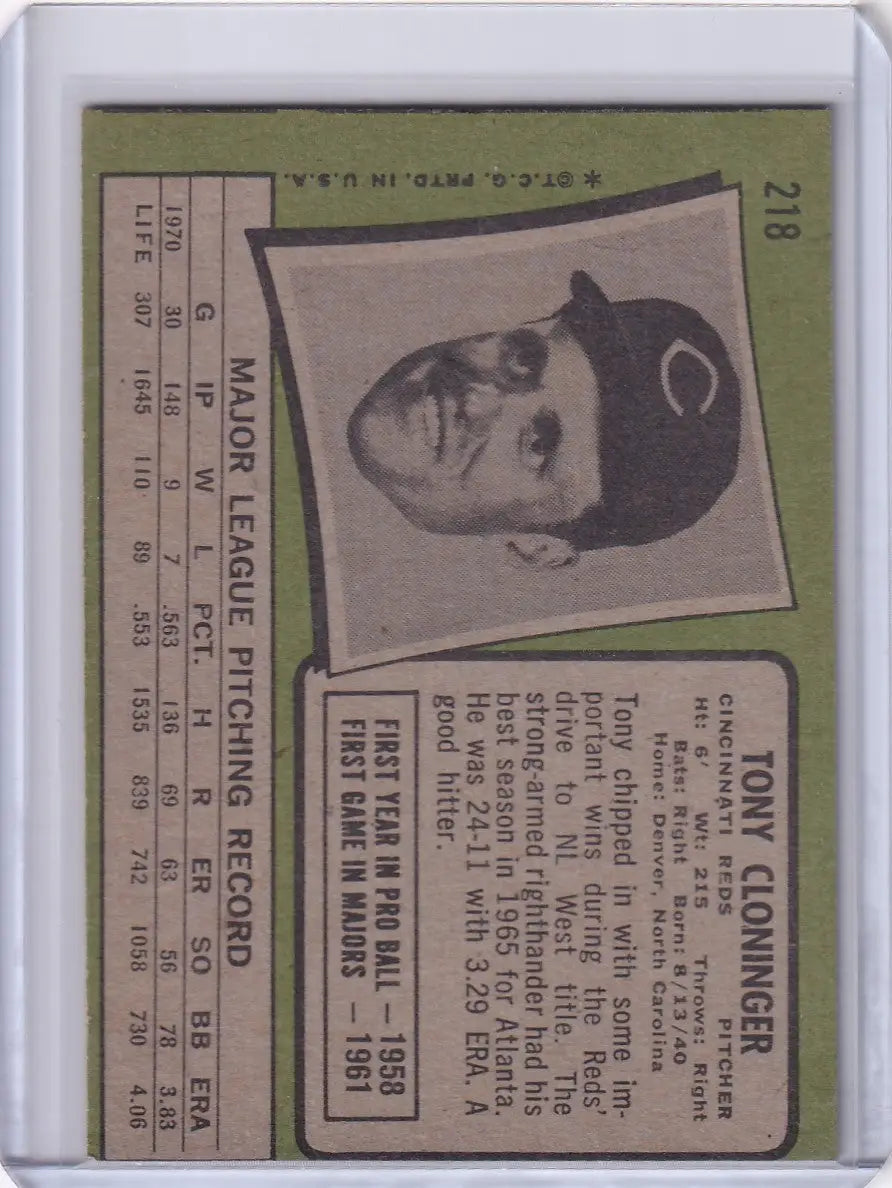 218
* ©T.C.G. PRTD. IN U.S.A.
C
TONY CLONINGER
CINCINNATI REDS PITCHER
Ht: 6' Wt: 215 Throws: Right
Bats: Right Born: 8/13/40
Home: Denver, North Carolina
Tony chipped in with some im-
portant wins during the Reds'
drive to NL West title. The
strong-armed righthander had his
best season in 1965 for Atlanta.
He was 24-11 with 3.29 ERA. A
good hitter.
FIRST YEAR IN PRO BALL — 1958
FIRST GAME IN MAJORS — 1961
MAJOR LEAGUE PITCHING RECORD
G IP W L PCT. H R ER SO BB ERA
1970 30 148 9 7 .563 136 69 63 56 78 3.83
LIFE 307 1645 110 89 .553 1535 839 742 1058 730 4.06